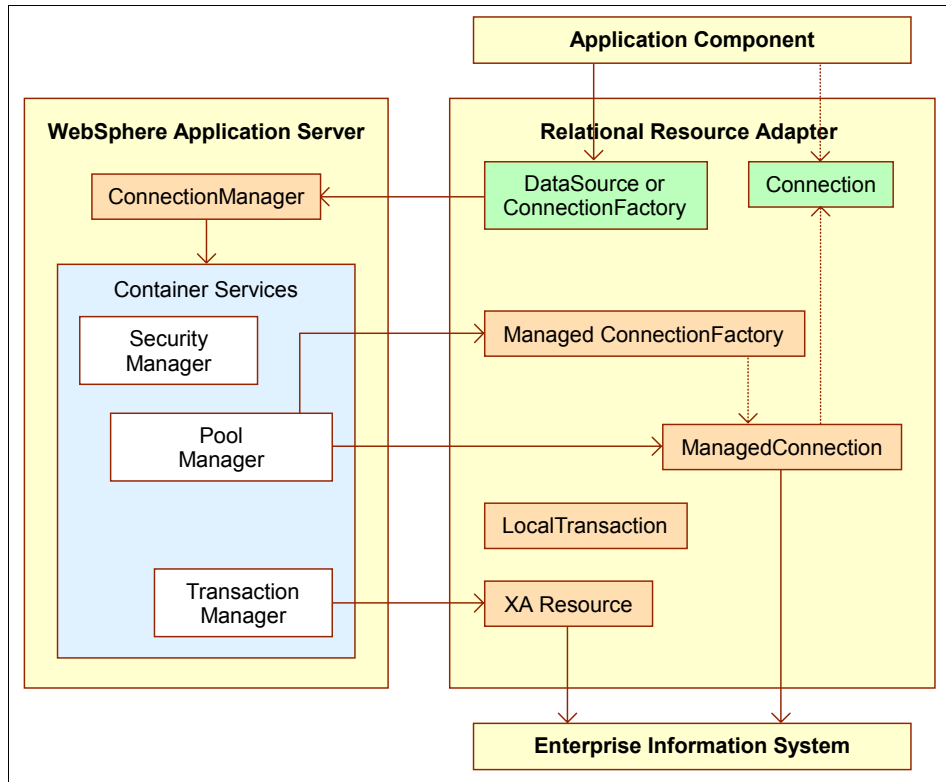 Application Component
WebSphere Application Server
Relational Resource Adapter
ConnectionManager
DataSource or
ConnectionFactory
Connection
Container Services
Security
Manager
Managed ConnectionFactory
Pool
Manager
ManagedConnection
LocalTransaction
Transaction
Manager
XA Resource
Enterprise Information System